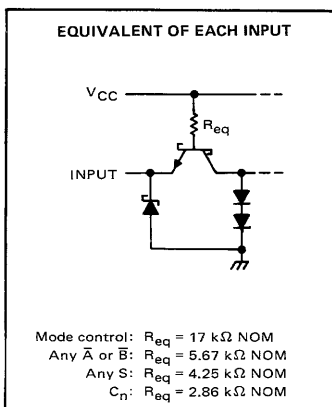 EQUIVALENT OF EACH INPUT
VCC
Req
INPUT
Mode control: Req = 17 kΩ NOM
Any A̅ or B̅: Req = 5.67 kΩ NOM
Any S: Req = 4.25 kΩ NOM
Cn: Req = 2.86 kΩ NOM